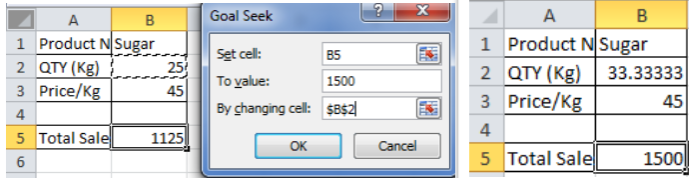 A B
1 Product N Sugar
2 QTY (Kg) 25
3 Price/Kg 45
4
5 Total Sale 1125
6
Goal Seek
?
X
Set cell: B5
To value: 1500
By changing cell: $B$2
OK Cancel
A B
1 Product N Sugar
2 QTY (Kg) 33.33333
3 Price/Kg 45
4
5 Total Sale 1500